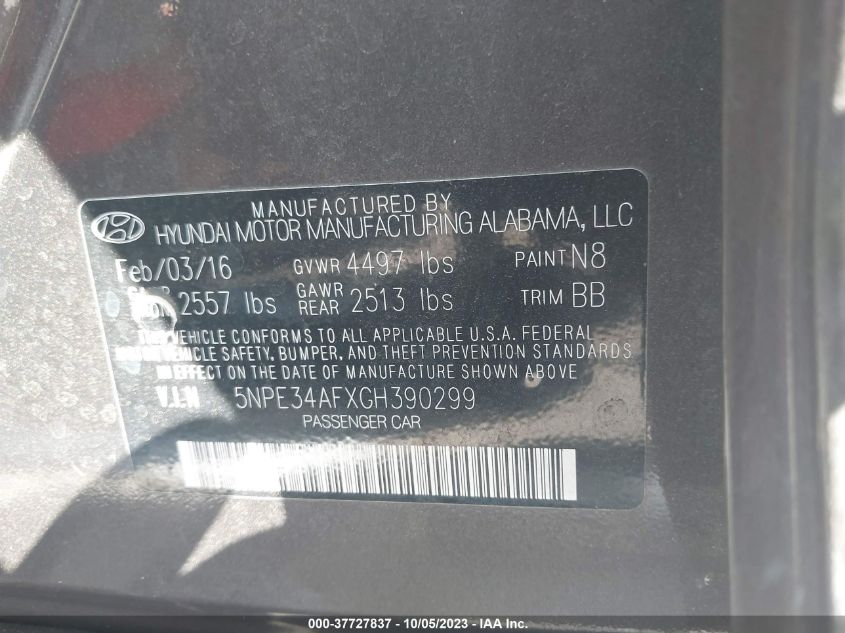 MANUFACTURED BY
HYUNDAI MOTOR MANUFACTURING ALABAMA, LLC
Feb/03/16 GVWR 4497 lbs PAINT N8
2557 lbs GAWR REAR 2513 lbs TRIM BB
THIS VEHICLE CONFORMS TO ALL APPLICABLE U.S.A. FEDERAL
MOTOR VEHICLE SAFETY, BUMPER, AND THEFT PREVENTION STANDARDS
IN EFFECT ON THE DATE OF MANUFACTURE SHOWN ABOVE
V.I.N 5NPE34AFXGH390299
PASSENGER CAR
000-37727837 - 10/05/2023 - IAA Inc.